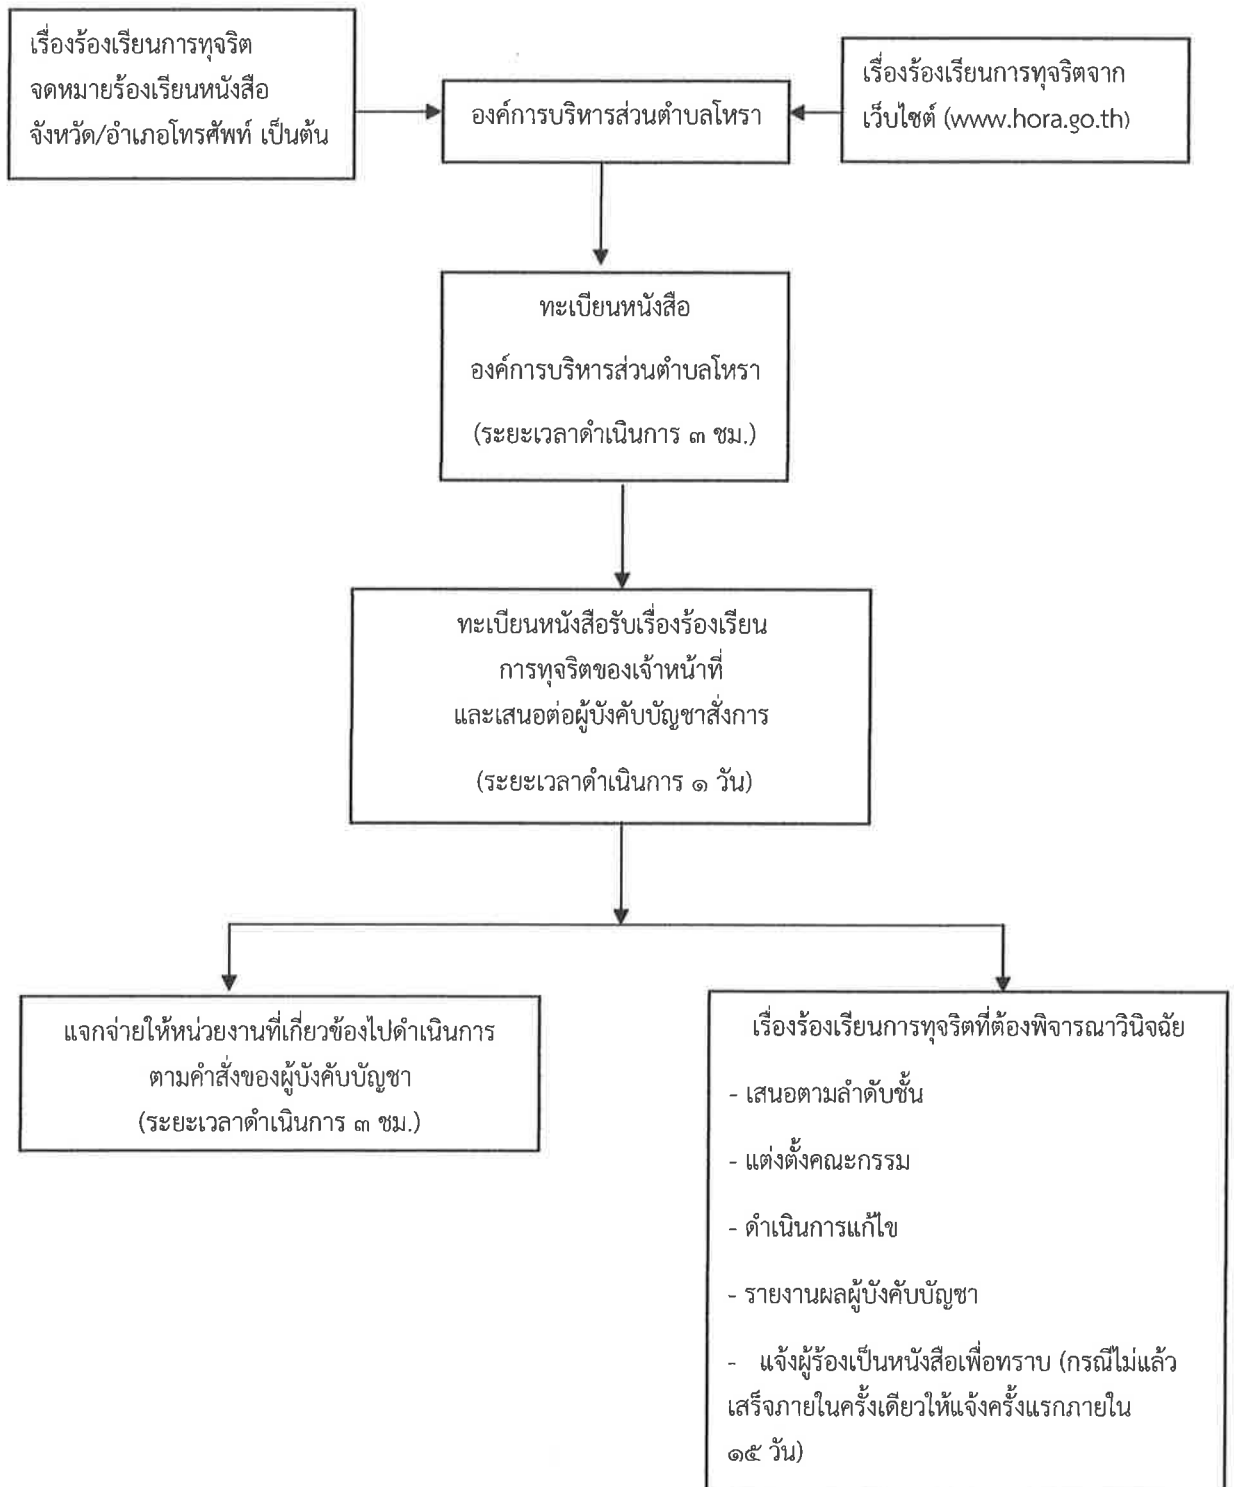 เรื่องร้องเรียนการทุจริต
จดหมายร้องเรียนหนังสือ
จังหวัด/อำเภอโทรศัพท์ เป็นต้น
องค์การบริหารส่วนตำบลโหรา
เรื่องร้องเรียนการทุจริตจาก
เว็บไซต์ (www.hora.go.th)
ทะเบียนหนังสือ
องค์การบริหารส่วนตำบลโหรา
(ระยะเวลาดำเนินการ ๓ ชม.)
ทะเบียนหนังสือรับเรื่องร้องเรียน
การทุจริตของเจ้าหน้าที่
และเสนอต่อผู้บังคับบัญชาสั่งการ
(ระยะเวลาดำเนินการ ๑ วัน)
แจกจ่ายให้หน่วยงานที่เกี่ยวข้องไปดำเนินการ
ตามคำสั่งของผู้บังคับบัญชา
(ระยะเวลาดำเนินการ ๓ ชม.)
เรื่องร้องเรียนการทุจริตที่ต้องพิจารณาวินิจฉัย
- เสนอตามลำดับชั้น
- แต่งตั้งคณะกรรม
- ดำเนินการแก้ไข
- รายงานผลผู้บังคับบัญชา
- แจ้งผู้ร้องเป็นหนังสือเพื่อทราบ (กรณีไม่แล้ว
เสร็จภายในครั้งเดียวให้แจ้งครั้งแรกภายใน
๑๕ วัน)